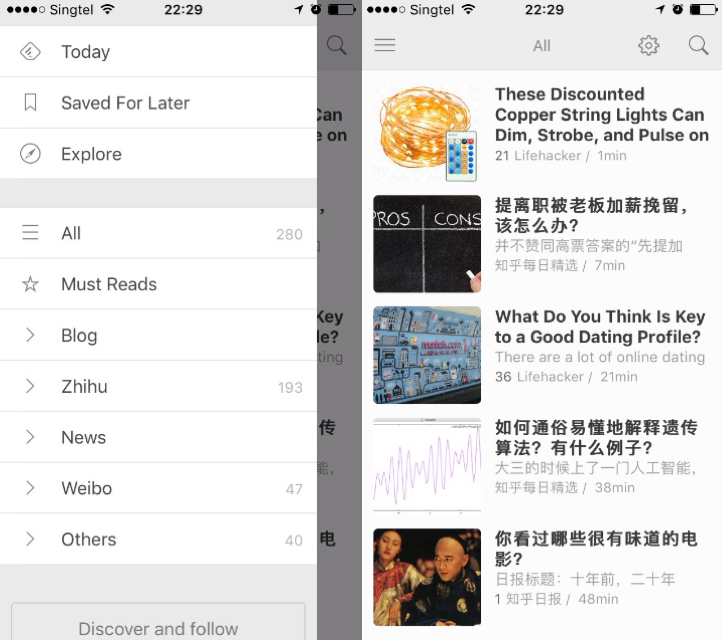 Singtel 22:29
Today
Saved For Later
Explore
All 280
Must Reads
Blog
Zhihu 193
News
Weibo 47
Others 40
Discover and follow
Can
e on
,
Key
le?
ting
传
能,
电
Singtel 22:29
All
These Discounted
Copper String Lights Can
Dim, Strobe, and Pulse on
21 Lifehacker / 1min
PROS CONS
提离职被老板加薪挽留，
该怎么办?
并不赞同高票答案的“先提加
知乎每日精选 / 7min
What Do You Think Is Key
to a Good Dating Profile?
There are a lot of online dating
36 Lifehacker / 21min
如何通俗易懂地解释遗传
算法？有什么例子?
大三的时候上了一门人工智能，
知乎每日精选 / 38min
你看过哪些很有味道的电
影?
日报标题：十年前，二十年
1 知乎日报 / 48min